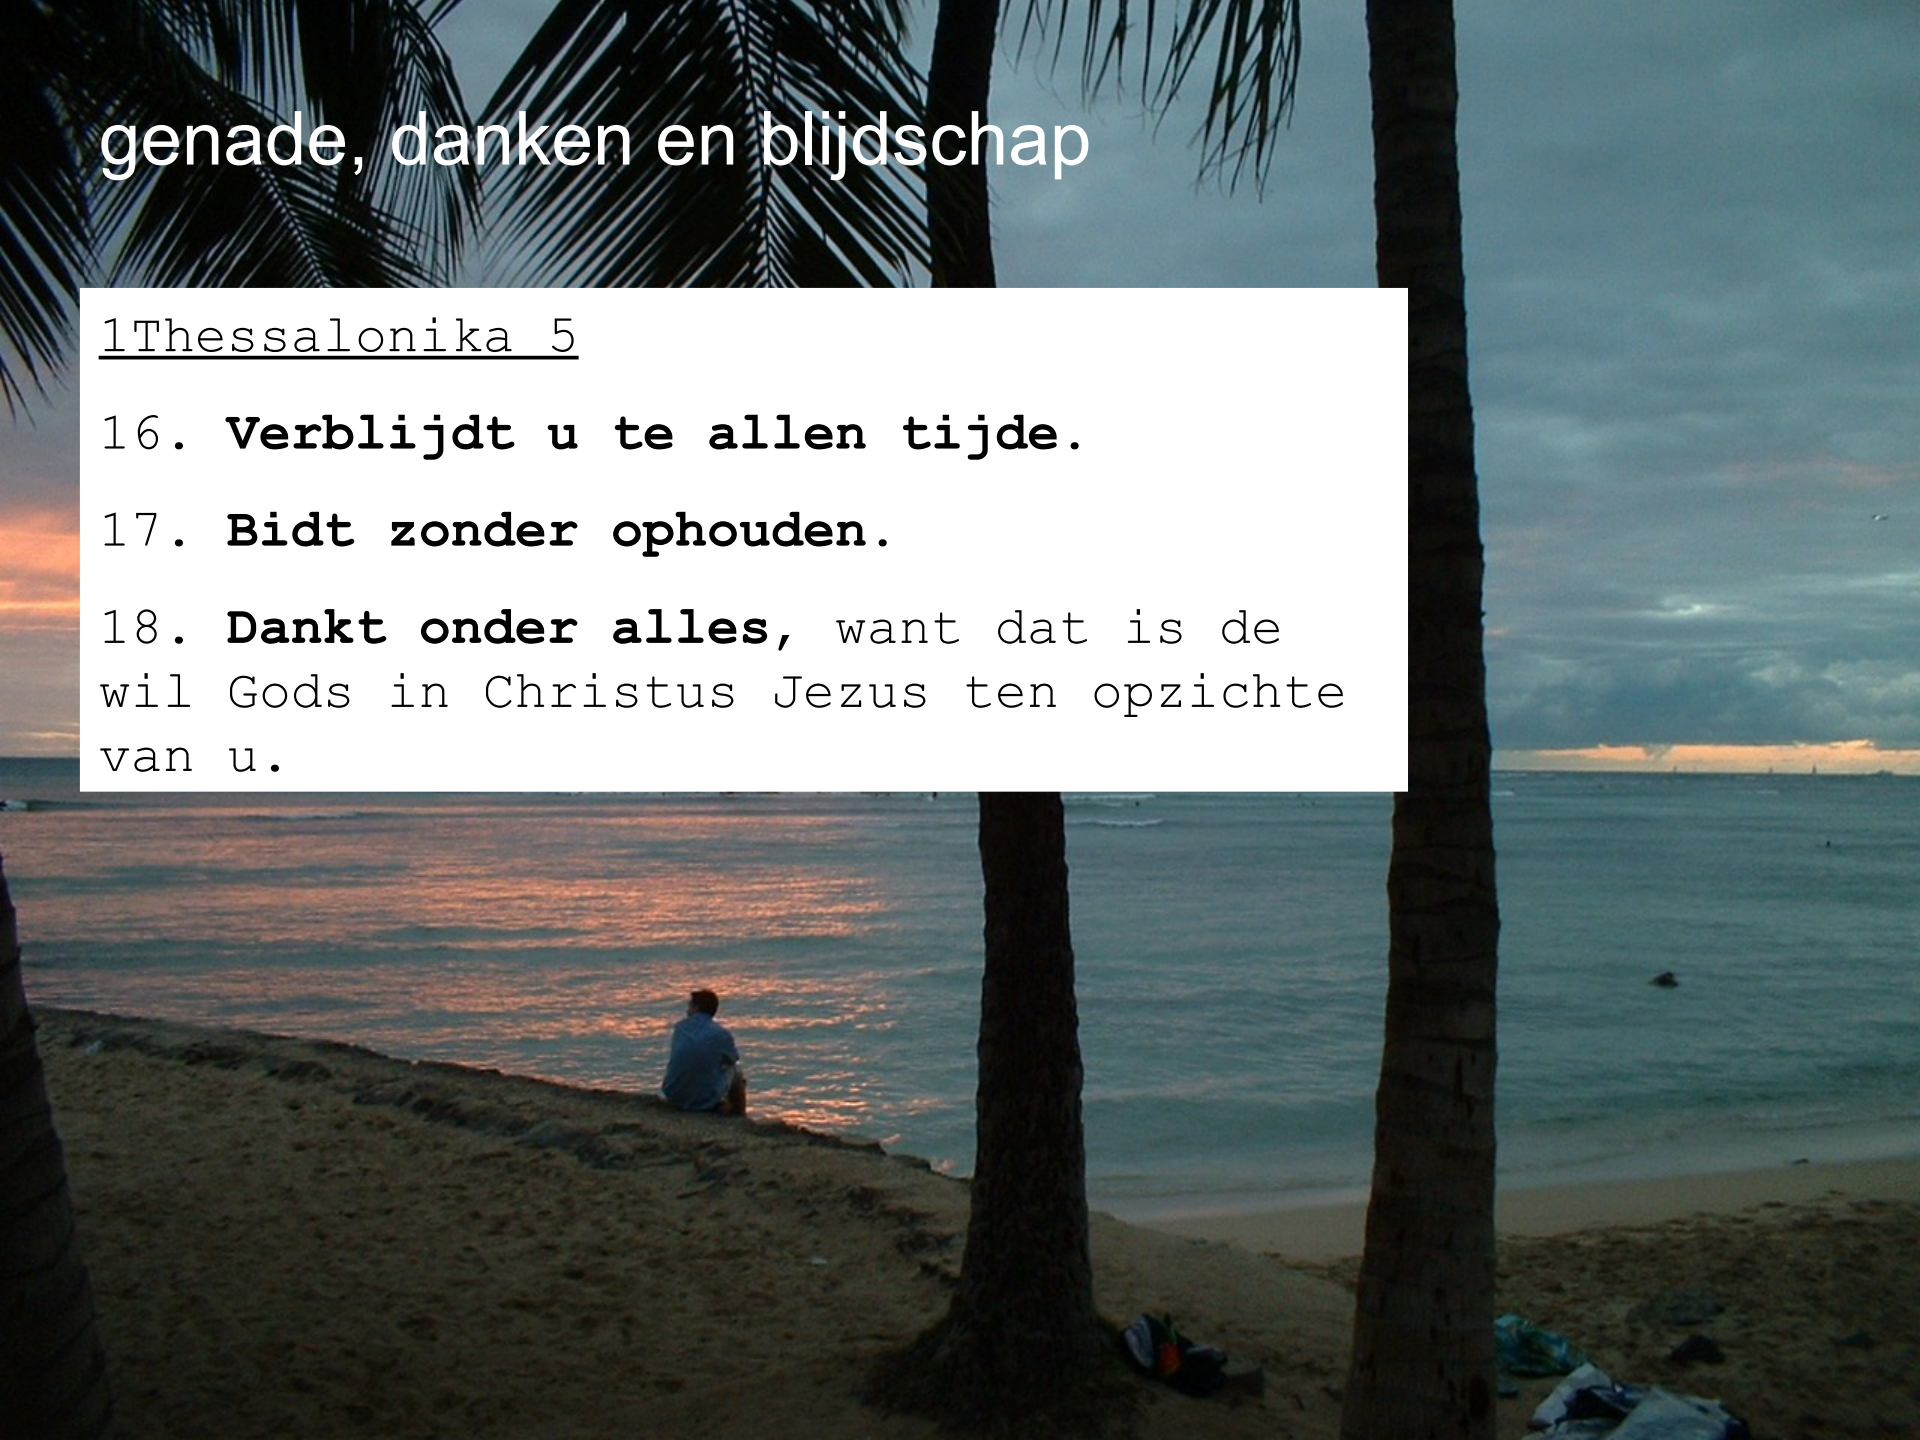 genade, danken en blijdschap
1Thessalonika 5
16. Verblijdt u te allen tijde.
17. Bidt zonder ophouden.
18. Dankt onder alles, want dat is de
wil Gods in Christus Jezus ten opzichte
van u.